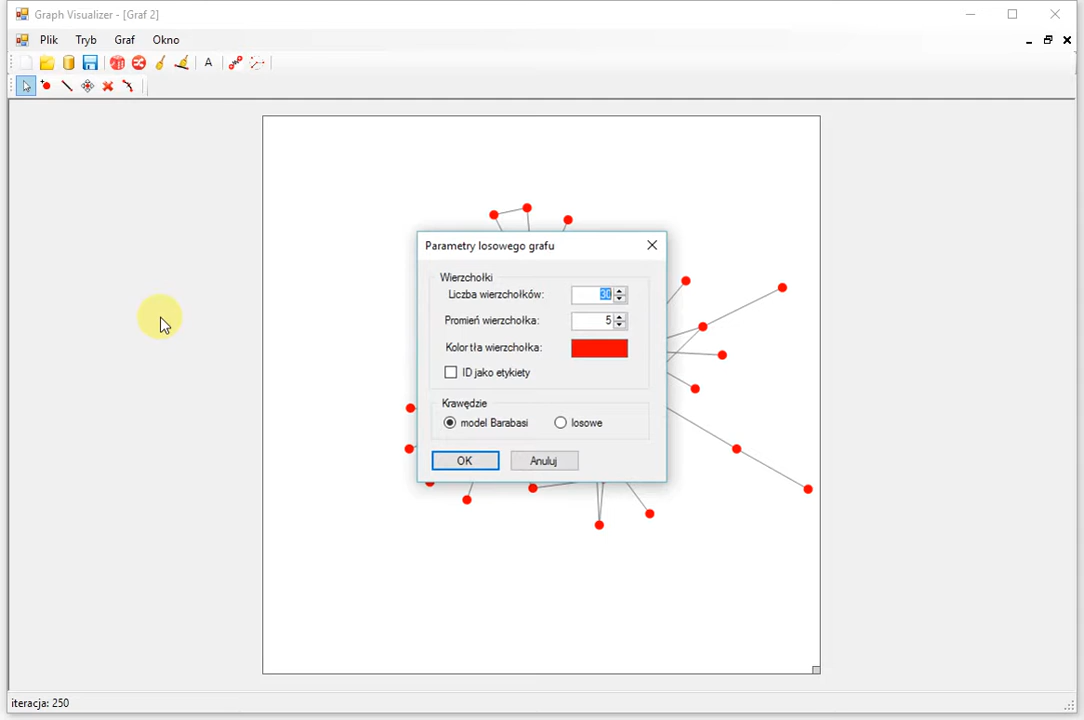 Graph Visualizer - [Graf 2]
Plik Tryb Graf Okno
A
Parametry losowego grafu
Wierzchołki
Liczba wierzchołków: 30
Promień wierzchołka: 5
Kolor tła wierzchołka:
ID jako etykiety
Krawędzie
model Barabasi losowe
OK Anuluj
iteracja: 250